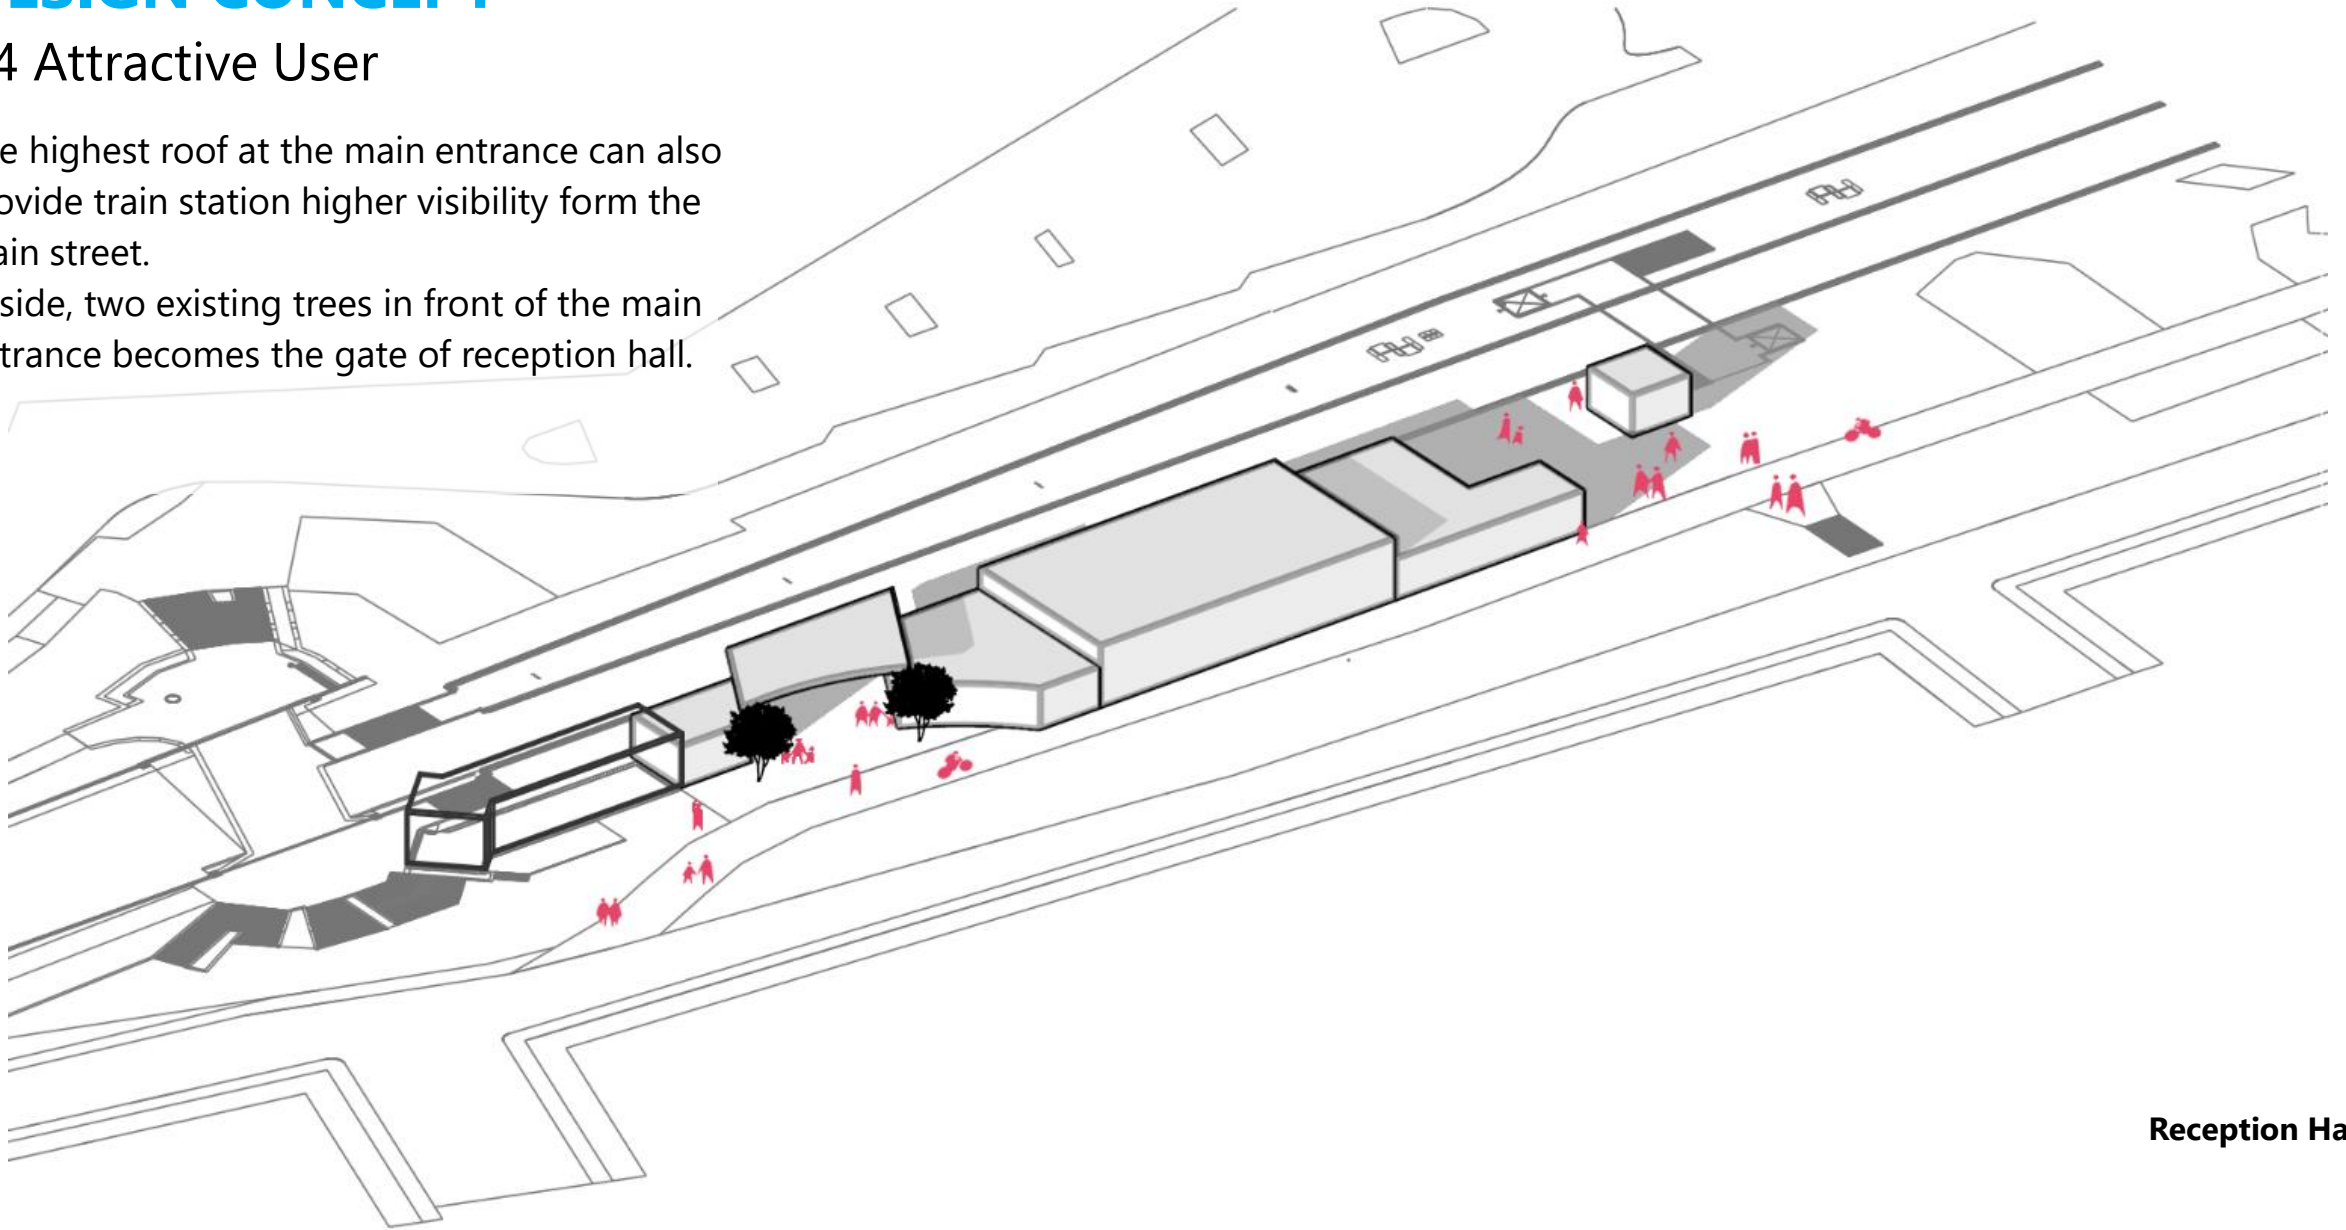 ESIGN CONCEPT
4 Attractive User
e highest roof at the main entrance can also
ovide train station higher visibility form the
ain street.
side, two existing trees in front of the main
trance becomes the gate of reception hall.
Reception Ha